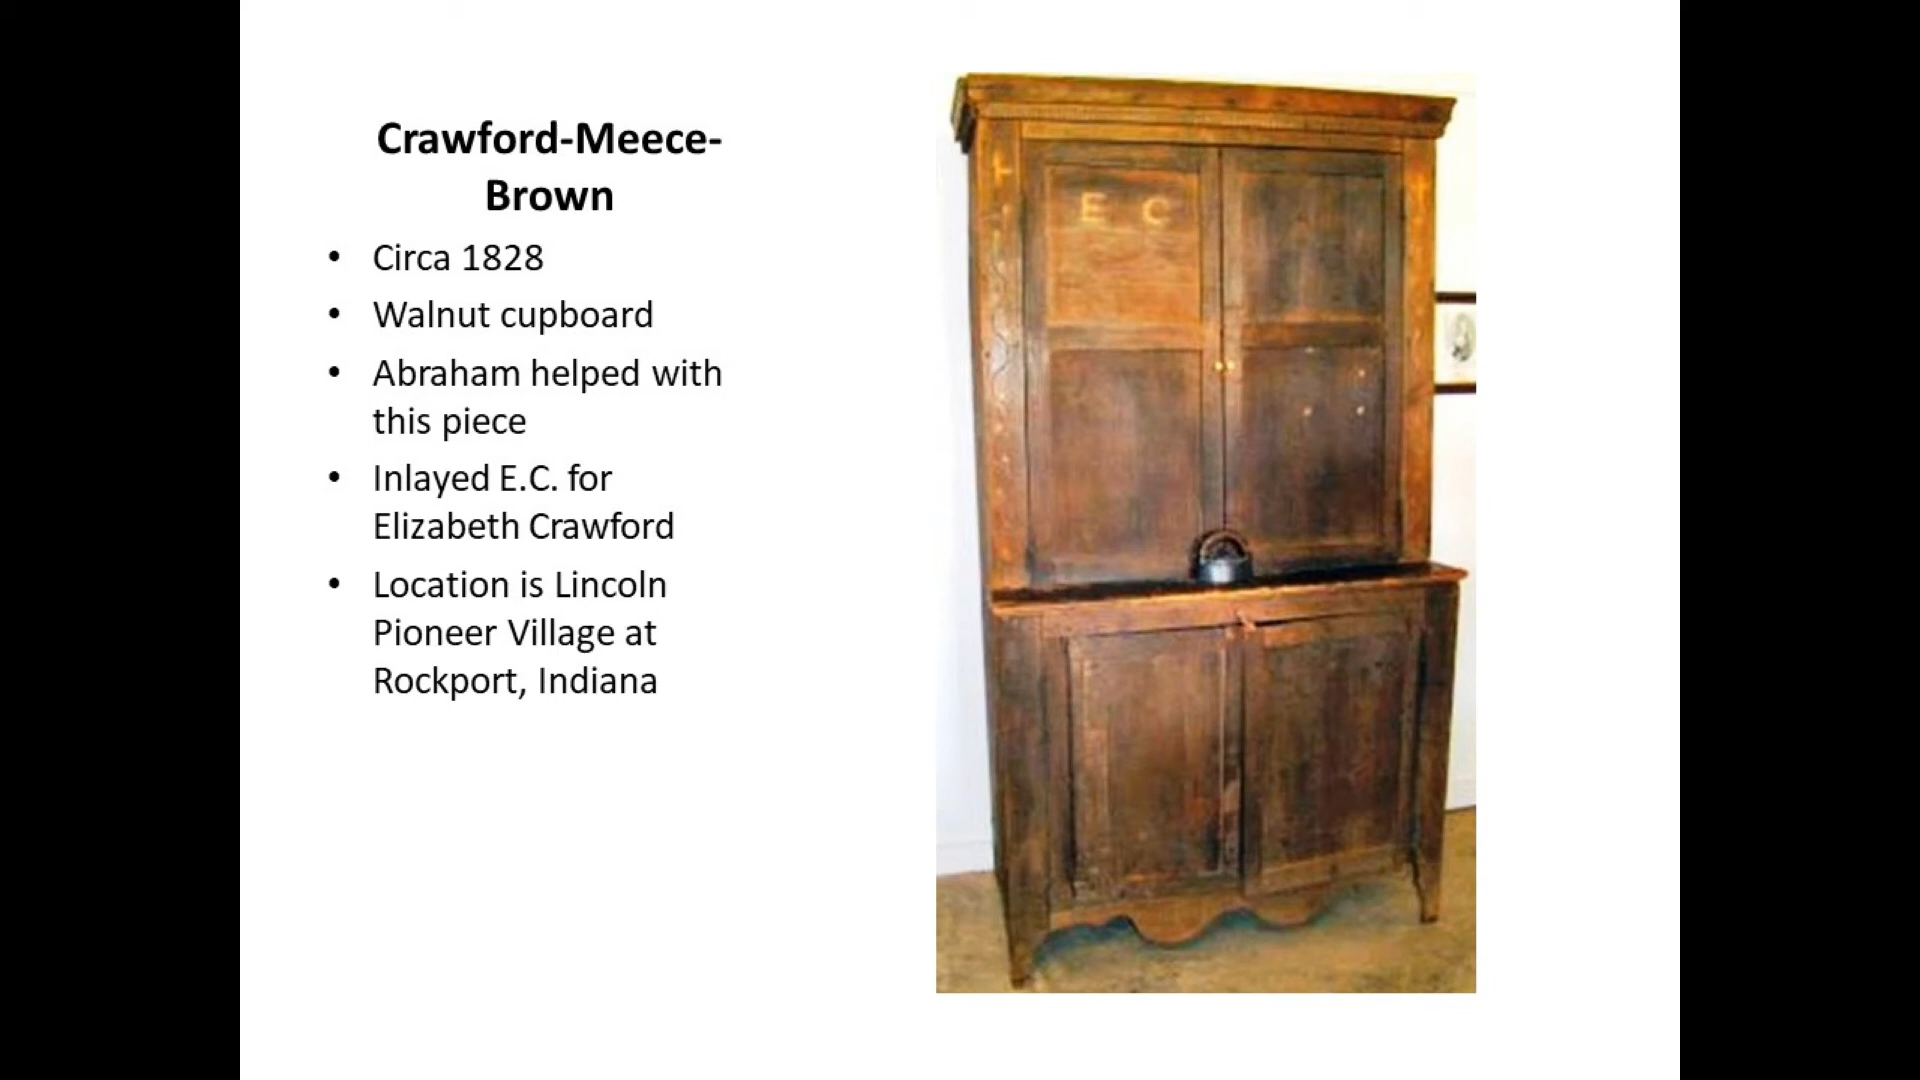 Crawford-Meece-
Brown
• Circa 1828
• Walnut cupboard
• Abraham helped with
this piece
• Inlayed E.C. for
Elizabeth Crawford
• Location is Lincoln
Pioneer Village at
Rockport, Indiana
E C